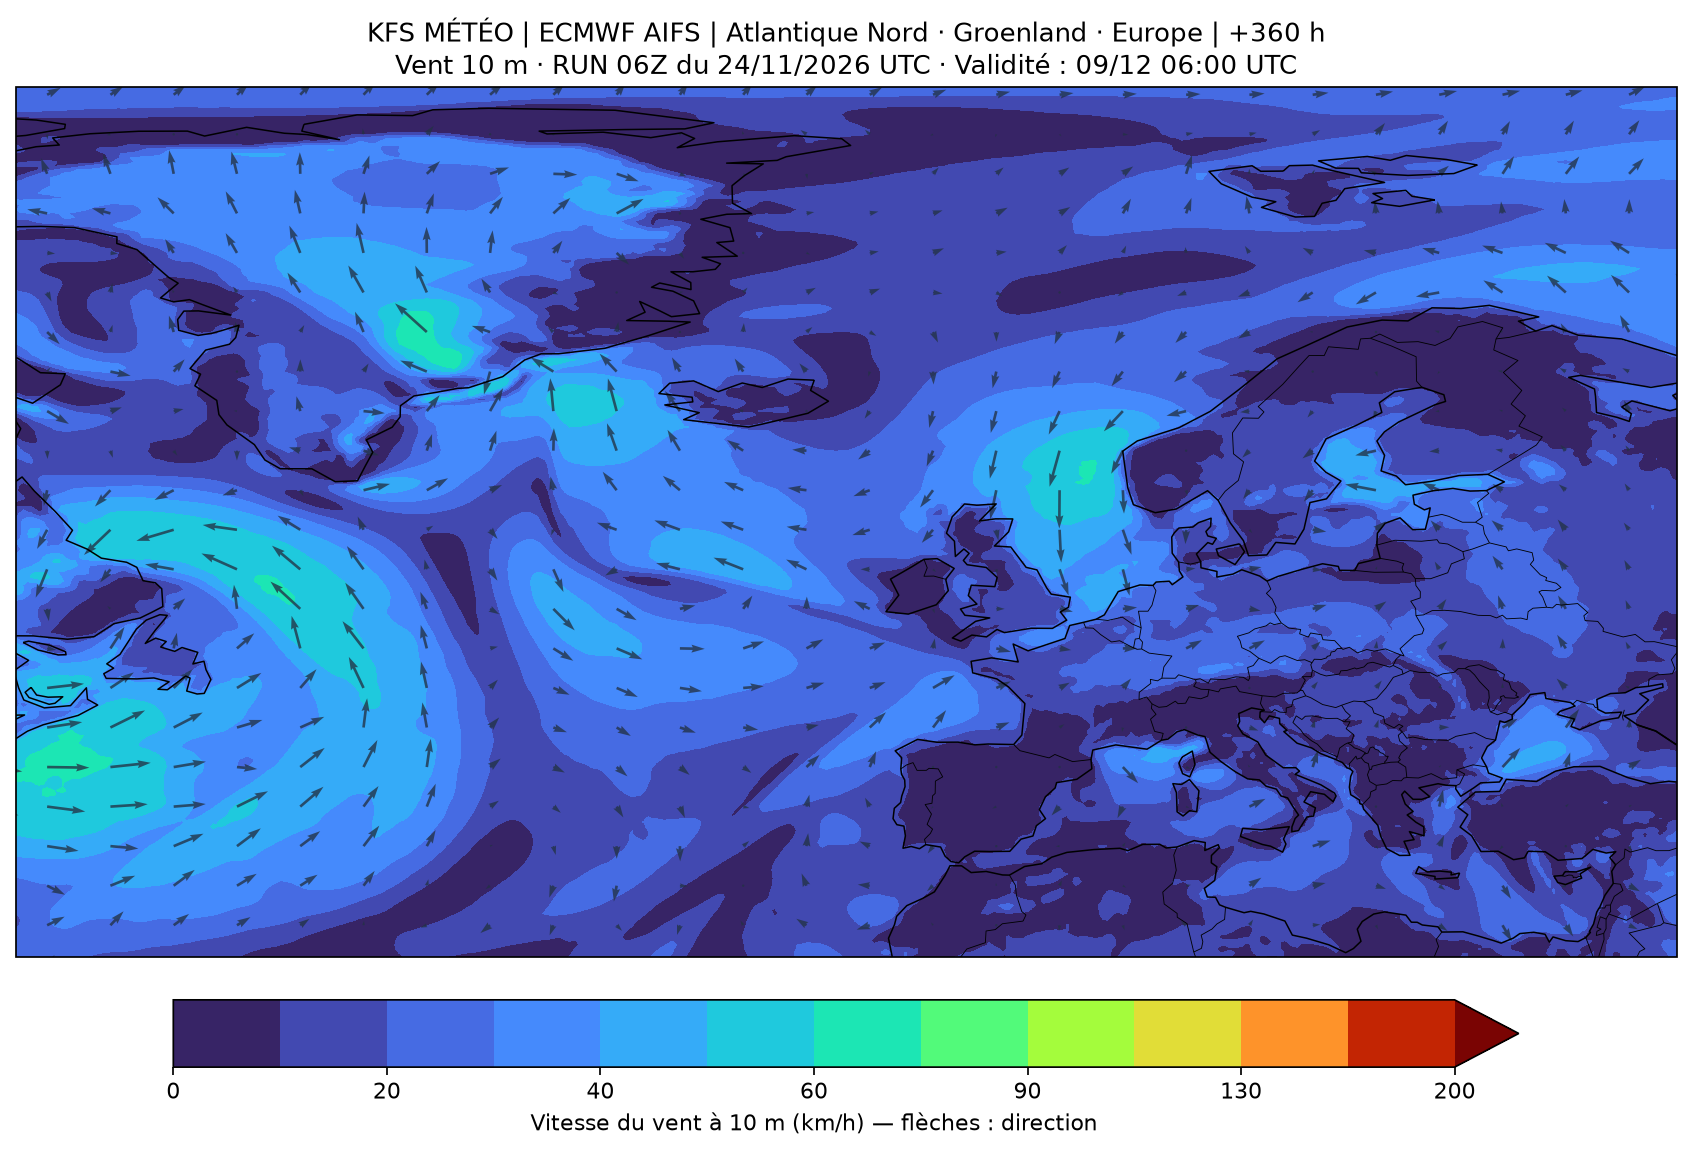 KFS MÉTÉO | ECMWF AIFS | Atlantique Nord · Groenland · Europe | +360 h
Vent 10 m · RUN 06Z du 24/11/2026 UTC · Validité : 09/12 06:00 UTC
0 20 40 60 90 130 200
Vitesse du vent à 10 m (km/h) — flèches : direction